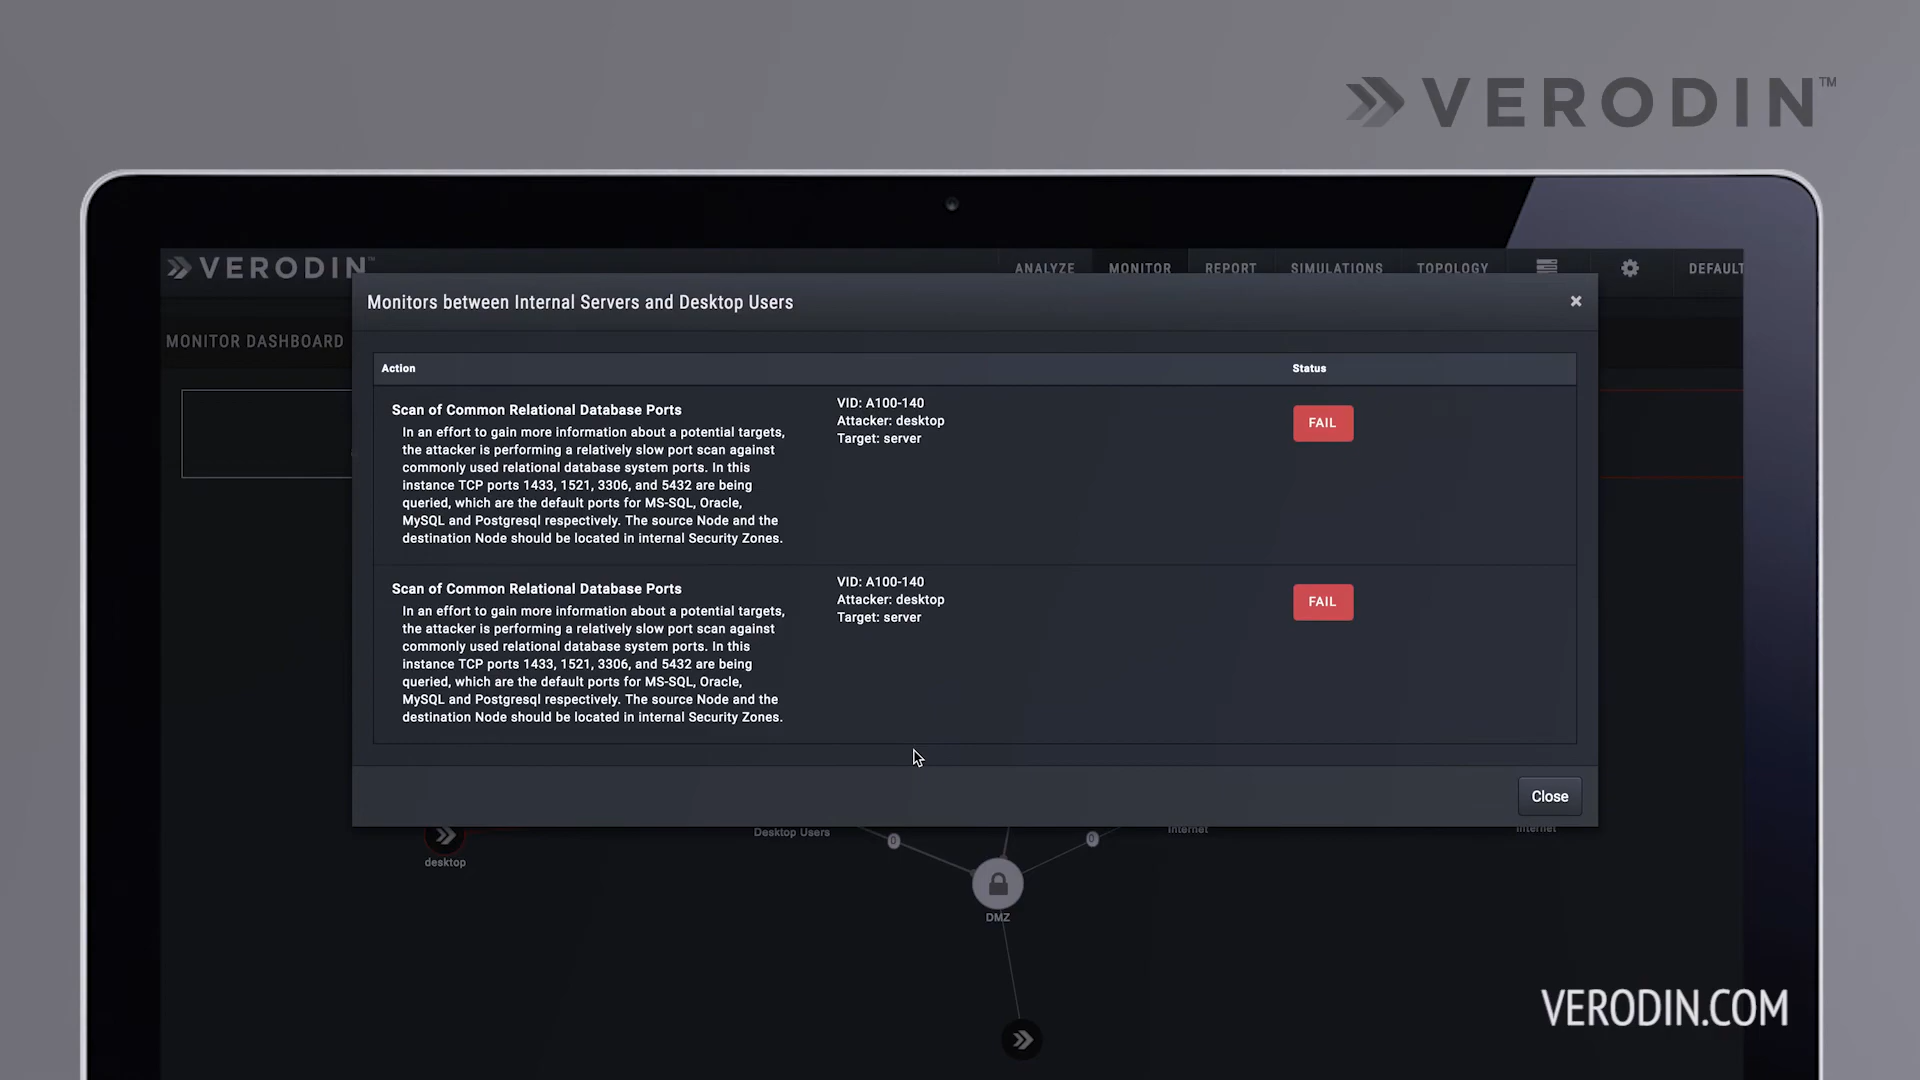 VERODIN™
VERODIN™
ANALYZE
MONITOR
REPORT
SIMULATIONS
TOPOLOGY
DEFAULT
Monitors between Internal Servers and Desktop Users
×
MONITOR DASHBOARD
Action
Status
Scan of Common Relational Database Ports
In an effort to gain more information about a potential targets,
the attacker is performing a relatively slow port scan against
commonly used relational database system ports. In this
instance TCP ports 1433, 1521, 3306, and 5432 are being
queried, which are the default ports for MS-SQL, Oracle,
MySQL and Postgresql respectively. The source Node and the
destination Node should be located in internal Security Zones.
VID: A100-140
Attacker: desktop
Target: server
FAIL
Scan of Common Relational Database Ports
In an effort to gain more information about a potential targets,
the attacker is performing a relatively slow port scan against
commonly used relational database system ports. In this
instance TCP ports 1433, 1521, 3306, and 5432 are being
queried, which are the default ports for MS-SQL, Oracle,
MySQL and Postgresql respectively. The source Node and the
destination Node should be located in internal Security Zones.
VID: A100-140
Attacker: desktop
Target: server
FAIL
Close
Desktop Users
Internet
Internet
0
0
desktop
DMZ
VERODIN.COM